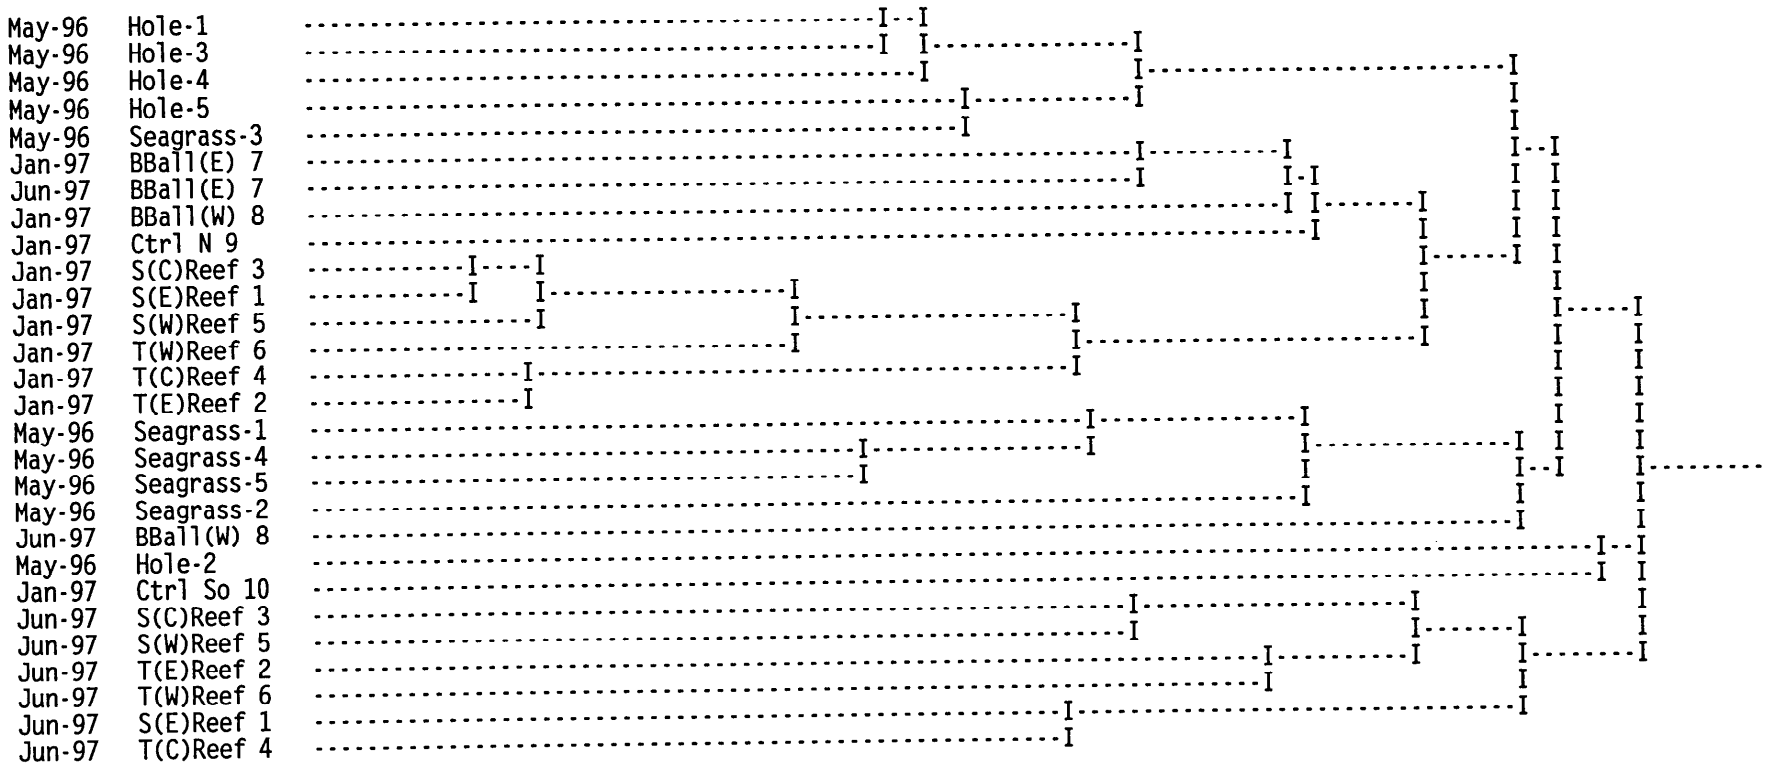 May-96 Hole-1
May-96 Hole-3
May-96 Hole-4
May-96 Hole-5
May-96 Seagrass-3
Jan-97 BBall(E) 7
Jun-97 BBall(E) 7
Jan-97 BBall(W) 8
Jan-97 Ctrl N 9
Jan-97 S(C)Reef 3
Jan-97 S(E)Reef 1
Jan-97 S(W)Reef 5
Jan-97 T(W)Reef 6
Jan-97 T(C)Reef 4
Jan-97 T(E)Reef 2
May-96 Seagrass-1
May-96 Seagrass-4
May-96 Seagrass-5
May-96 Seagrass-2
Jun-97 BBall(W) 8
May-96 Hole-2
Jan-97 Ctrl So 10
Jun-97 S(C)Reef 3
Jun-97 S(W)Reef 5
Jun-97 T(E)Reef 2
Jun-97 T(W)Reef 6
Jun-97 S(E)Reef 1
Jun-97 T(C)Reef 4